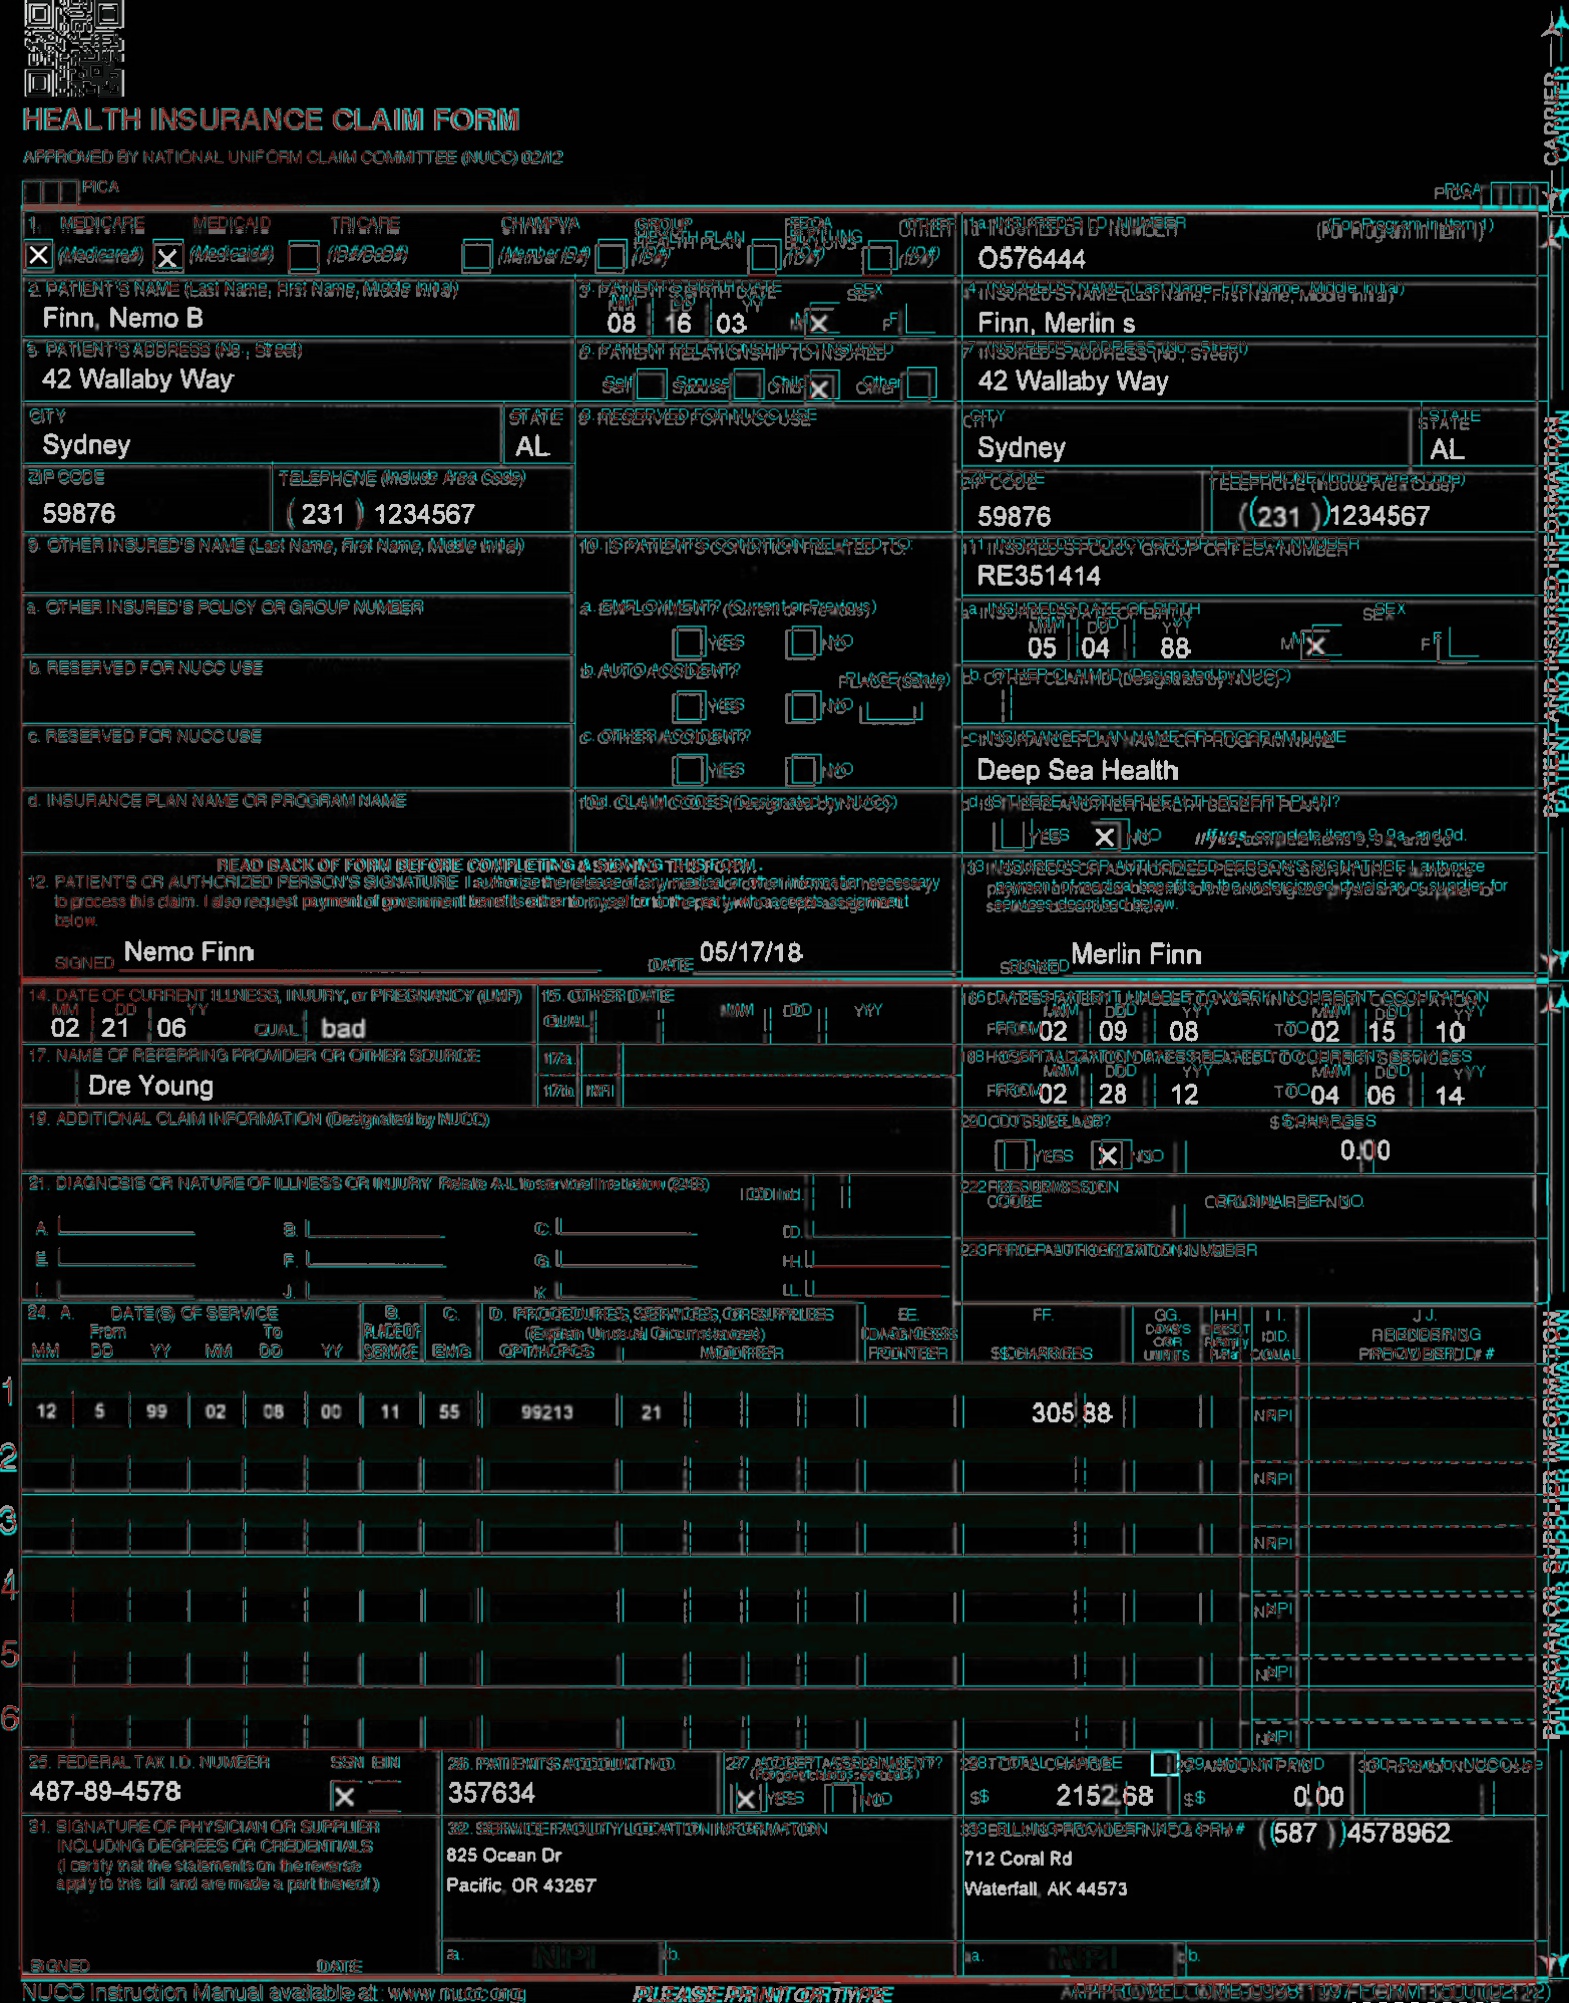 HEALTH INSURANCE CLAIM FORM
APPROVED BY NATIONAL UNIFORM CLAIM COMMITTEE (NUCC) 02/12
PICA
PICA
CARRIER
1. MEDICARE MEDICAID TRICARE CHAMPVA GROUP HEALTH PLAN FECA BLK LUNG OTHER
X (Medicare#) X (Medicaid#) (ID#/DoD#) (Member ID#) (ID#) (ID#) (ID#)
1a. INSURED'S I.D. NUMBER (For Program in Item 1)
O576444
2. PATIENT'S NAME (Last Name, First Name, Middle Initial)
Finn, Nemo B
3. PATIENT'S BIRTH DATE SEX
MM DD YY
08 16 03 M X F
4. INSURED'S NAME (Last Name, First Name, Middle Initial)
Finn, Merlin s
5. PATIENT'S ADDRESS (No., Street)
42 Wallaby Way
6. PATIENT RELATIONSHIP TO INSURED
Self Spouse Child X Other
7. INSURED'S ADDRESS (No., Street)
42 Wallaby Way
CITY STATE
Sydney AL
8. RESERVED FOR NUCC USE
CITY STATE
Sydney AL
ZIP CODE TELEPHONE (Include Area Code)
59876 (231) 1234567
ZIP CODE TELEPHONE (Include Area Code)
59876 (231) 1234567
9. OTHER INSURED'S NAME (Last Name, First Name, Middle Initial)
10. IS PATIENT'S CONDITION RELATED TO:
11. INSURED'S POLICY GROUP OR FECA NUMBER
RE351414
a. OTHER INSURED'S POLICY OR GROUP NUMBER
a. EMPLOYMENT? (Current or Previous)
YES NO
a. INSURED'S DATE OF BIRTH SEX
MM DD YY
05 04 88 M X F
b. RESERVED FOR NUCC USE
b. AUTO ACCIDENT? PLACE (State)
YES NO
b. OTHER CLAIM ID (Designated by NUCC)
c. RESERVED FOR NUCC USE
c. OTHER ACCIDENT?
YES NO
c. INSURANCE PLAN NAME OR PROGRAM NAME
Deep Sea Health
d. INSURANCE PLAN NAME OR PROGRAM NAME
10d. CLAIM CODES (Designated by NUCC)
d. IS THERE ANOTHER HEALTH BENEFIT PLAN?
YES X NO If yes, complete items 9, 9a, and 9d.
READ BACK OF FORM BEFORE COMPLETING & SIGNING THIS FORM.
12. PATIENT'S OR AUTHORIZED PERSON'S SIGNATURE I authorize the release of any medical or other information necessary
to process this claim. I also request payment of government benefits either to myself or to the party who accepts assignment
below.
SIGNED Nemo Finn DATE 05/17/18
13. INSURED'S OR AUTHORIZED PERSON'S SIGNATURE I authorize
payment of medical benefits to the undersigned physician or supplier for
services described below.
SIGNED Merlin Finn
PATIENT AND INSURED INFORMATION
14. DATE OF CURRENT ILLNESS, INJURY, or PREGNANCY (LMP)
MM DD YY
02 21 06 QUAL. bad
15. OTHER DATE
QUAL. MM DD YY
16. DATES PATIENT UNABLE TO WORK IN CURRENT OCCUPATION
MM DD YY MM DD YY
FROM 02 09 08 TO 02 15 10
17. NAME OF REFERRING PROVIDER OR OTHER SOURCE
Dre Young
17a.
17b. NPI
18. HOSPITALIZATION DATES RELATED TO CURRENT SERVICES
MM DD YY MM DD YY
FROM 02 28 12 TO 04 06 14
19. ADDITIONAL CLAIM INFORMATION (Designated by NUCC)
20. OUTSIDE LAB? $ CHARGES
YES X NO 0.00
21. DIAGNOSIS OR NATURE OF ILLNESS OR INJURY Relate A-L to service line below (24E) ICD Ind.
A. B. C. D.
E. F. G. H.
I. J. K. L.
22. RESUBMISSION CODE ORIGINAL REF. NO.
23. PRIOR AUTHORIZATION NUMBER
24. A. DATE(S) OF SERVICE B. C. D. PROCEDURES, SERVICES, OR SUPPLIES E. F. G. H. I. J.
From To PLACE OF (Explain Unusual Circumstances) DIAGNOSIS DAYS OR ID. RENDERING
MM DD YY MM DD YY SERVICE EMG CPT/HCPCS MODIFIER POINTER $ CHARGES UNITS QUAL. PROVIDER ID. #
1 12 5 99 02 08 00 11 55 99213 21 305 88 NPI
2 NPI
3 NPI
4 NPI
5 NPI
6 NPI
PHYSICIAN OR SUPPLIER INFORMATION
25. FEDERAL TAX I.D. NUMBER SSN EIN
487-89-4578 X
26. PATIENT'S ACCOUNT NO.
357634
27. ACCEPT ASSIGNMENT?
(For govt. claims, see back)
X YES NO
28. TOTAL CHARGE
$ 2152.68
29. AMOUNT PAID
$ 0.00
30. Rsvd for NUCC Use
31. SIGNATURE OF PHYSICIAN OR SUPPLIER
INCLUDING DEGREES OR CREDENTIALS
(I certify that the statements on the reverse
apply to this bill and are made a part thereof.)
SIGNED DATE
32. SERVICE FACILITY LOCATION INFORMATION
825 Ocean Dr
Pacific, OR 43267
a. NPI b.
33. BILLING PROVIDER INFO & PH # (587) 4578962
712 Coral Rd
Waterfall, AK 44573
a. NPI b.
NUCC Instruction Manual available at: www.nucc.org
PLEASE PRINT OR TYPE